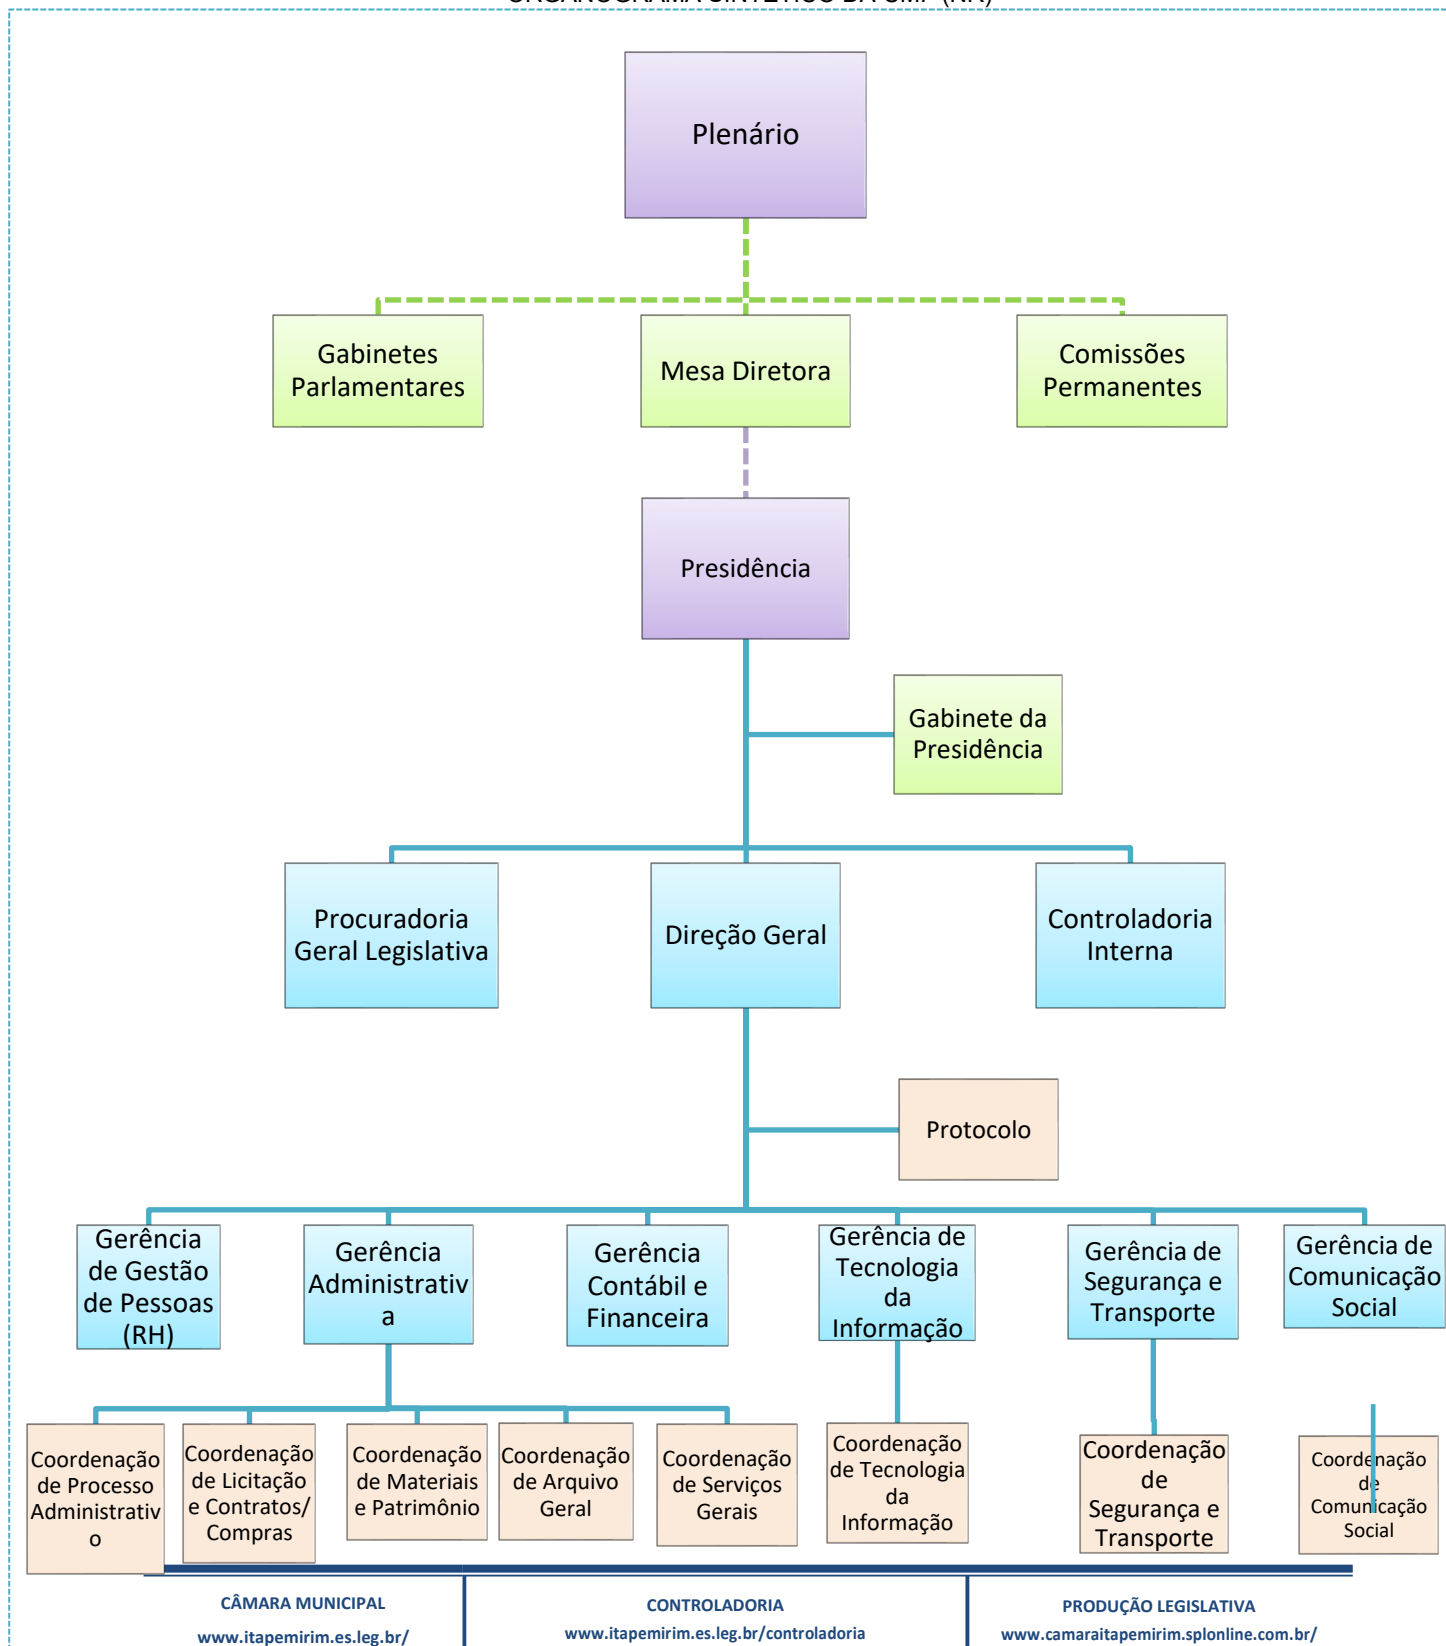 ORGANOGRAMA SINTÉTICO DA CMI (NR)
Plenário
Gabinetes
Parlamentares
Mesa Diretora
Comissões
Permanentes
Presidência
Gabinete da
Presidência
Procuradoria
Geral Legislativa
Direção Geral
Controladoria
Interna
Protocolo
Gerência
de Gestão
de Pessoas
(RH)
Gerência
Administrativ
a
Gerência
Contábil e
Financeira
Gerência de
Tecnologia
da
Informação
Gerência de
Segurança e
Transporte
Gerência de
Comunicação
Social
Coordenação
de Processo
Administrativ
o
Coordenação
de Licitação
e Contratos/
Compras
Coordenação
de Materiais
e Patrimônio
Coordenação
de Arquivo
Geral
Coordenação
de Serviços
Gerais
Coordenação
de Tecnologia
da
Informação
Coordenação
de
Segurança e
Transporte
Coordenação
de
Comunicação
Social
CÂMARA MUNICIPAL
www.itapemirim.es.leg.br/
CONTROLADORIA
www.itapemirim.es.leg.br/controladoria
PRODUÇÃO LEGISLATIVA
www.camaraitapemirim.splonline.com.br/